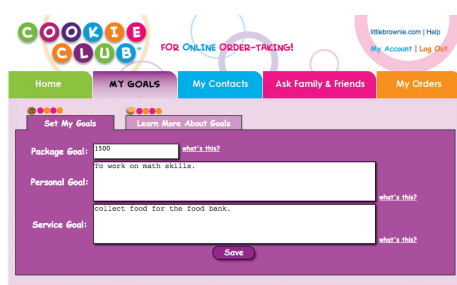 COOKIE
CLUB
FOR ONLINE ORDER-TAKING!
littlebrownie.com | Help
My Account | Log Out
Home MY GOALS My Contacts Ask Family & Friends My Orders
Set My Goals Learn More About Goals
Package Goal: 1500 what's this?
Personal Goal: To work on math skills.
what's this?
Service Goal: collect food for the food bank.
what's this?
Save